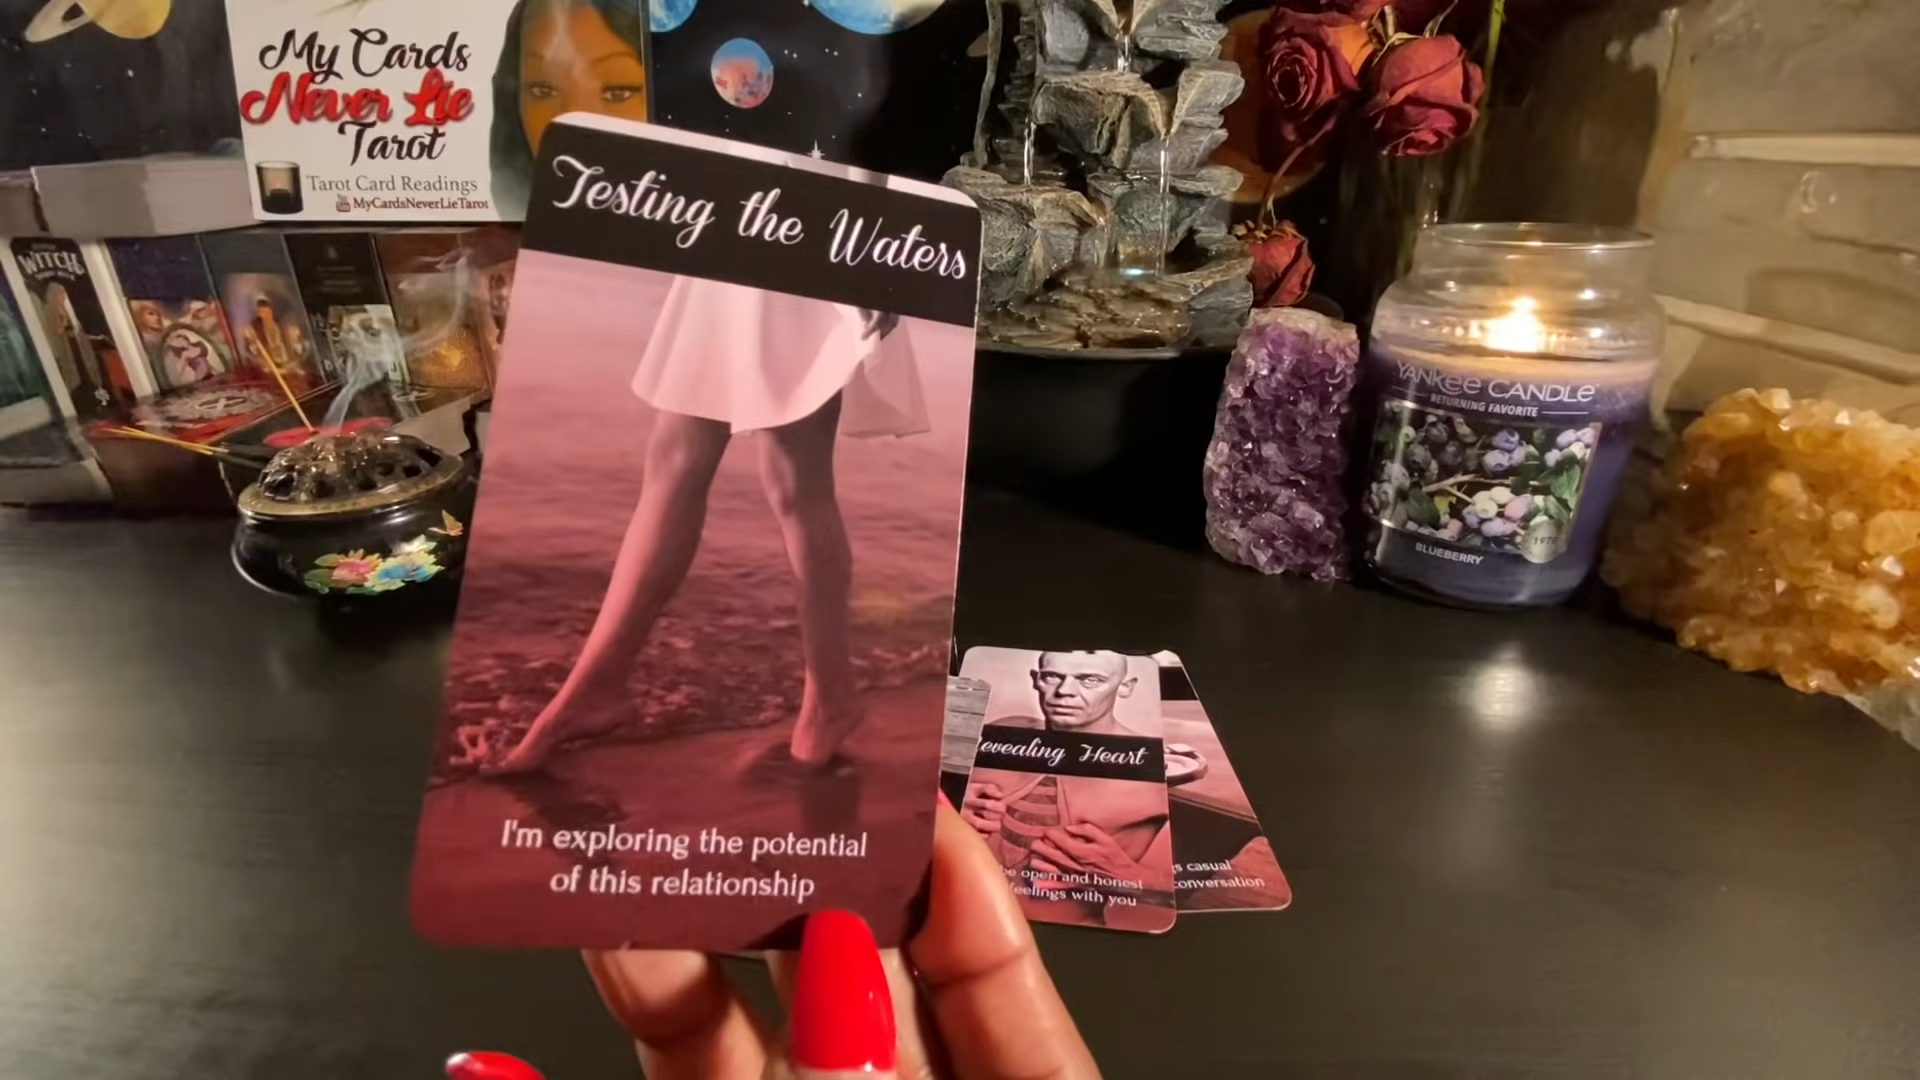 My Cards
Never Lie
Tarot
Tarot Card Readings
MyCardsNeverLieTarot
WITCH
Testing the Waters
I'm exploring the potential
of this relationship
Revealing Heart
be open and honest
feelings with you
casual
conversation
YANKEE CANDLE
RETURNING FAVORITE
BLUEBERRY